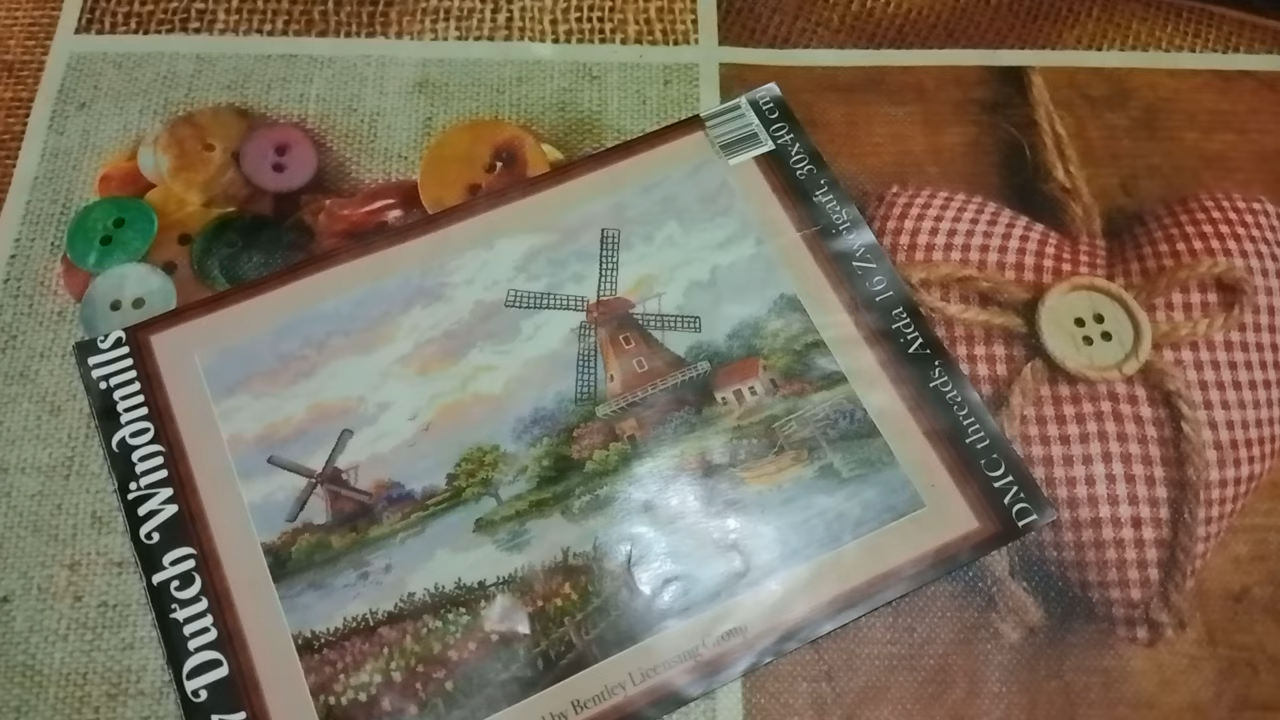 Dutch Windmills
DMC threads, Aida 16 Zweigart, 30x40 cm
by Bentley Licensing Group